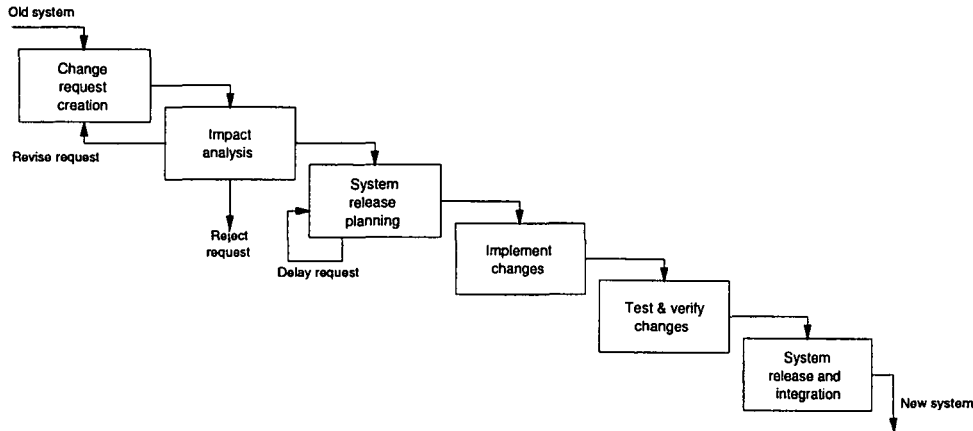 Old system
Change
request
creation
Revise request
Impact
analysis
Reject
request
System
release
planning
Delay request
Implement
changes
Test & verify
changes
System
release and
integration
New system